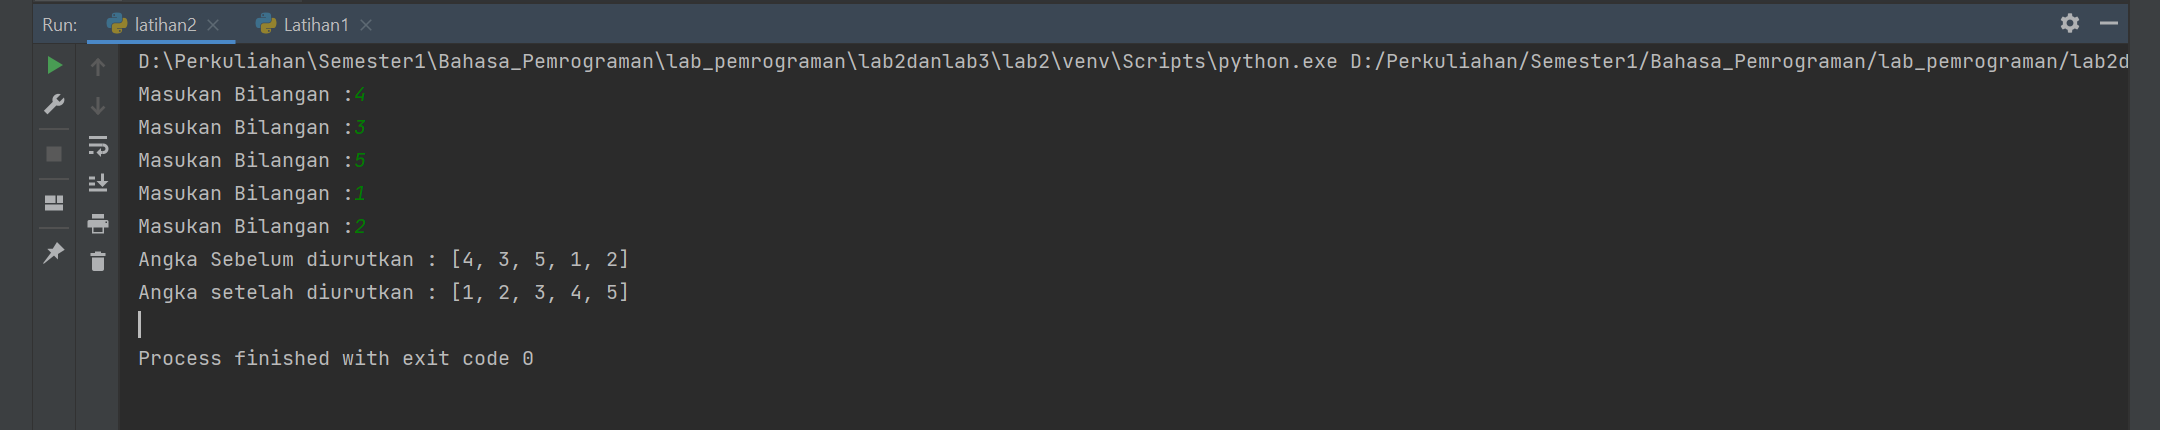 Run: latihan2 Latihan1
D:\Perkuliahan\Semester1\Bahasa_Pemrograman\lab_pemrograman\lab2danlab3\lab2\venv\Scripts\python.exe D:/Perkuliahan/Semester1/Bahasa_Pemrograman/lab_pemrograman/lab2d
Masukan Bilangan :4
Masukan Bilangan :3
Masukan Bilangan :5
Masukan Bilangan :1
Masukan Bilangan :2
Angka Sebelum diurutkan : [4, 3, 5, 1, 2]
Angka setelah diurutkan : [1, 2, 3, 4, 5]
Process finished with exit code 0